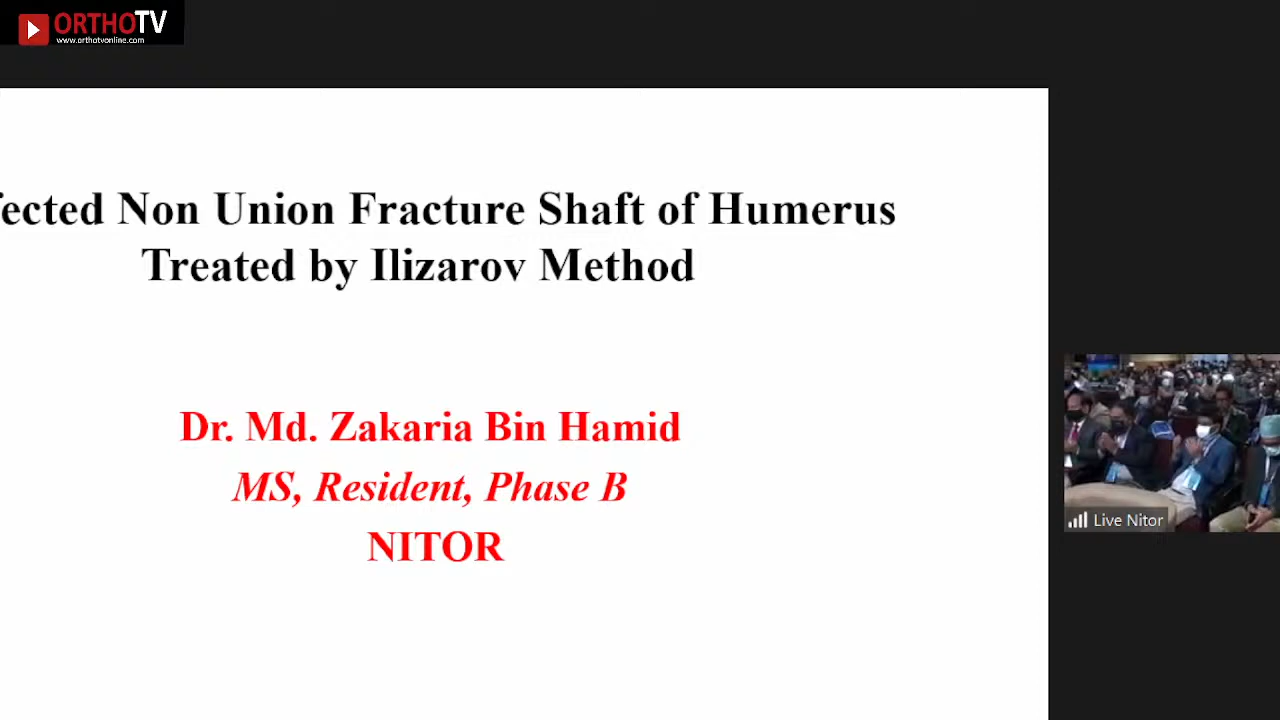 ORTHOTV
www.orthotvonline.com
fected Non Union Fracture Shaft of Humerus
Treated by Ilizarov Method
Dr. Md. Zakaria Bin Hamid
MS, Resident, Phase B
NITOR
Live Nitor